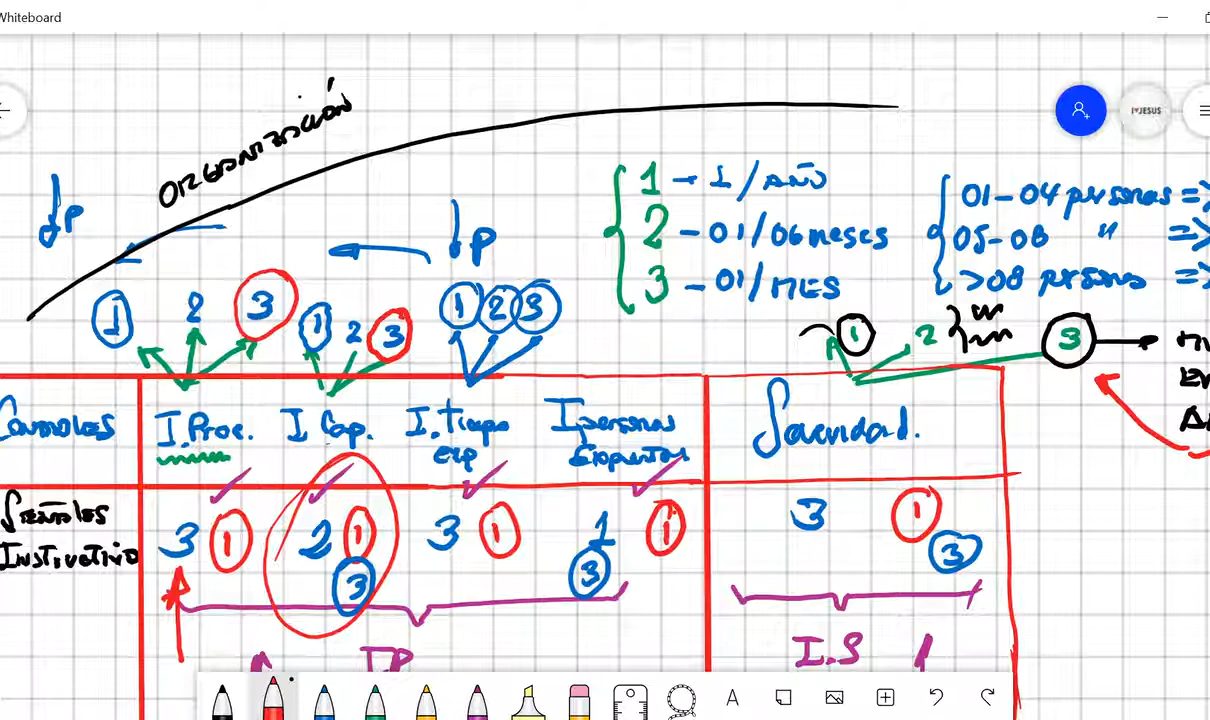 Whiteboard
ORGANIZACIÓN
I ♥ JESUS
P
P
1 - 1 / AÑO
2 - 01/06 MESES
3 - 01/MES
01-04 personas =>
05-08 " =>
>08 personas =>
1 2 3 1 2 3 1 2 3
1 2 3
Controles I. Proc. I. Cap. I. tiempo exp I personas Expuestas Severidad.
Señales
Instructivo
3 1 2 1 3 1 1 1 3 1
3 3 3
IP
I.S
A